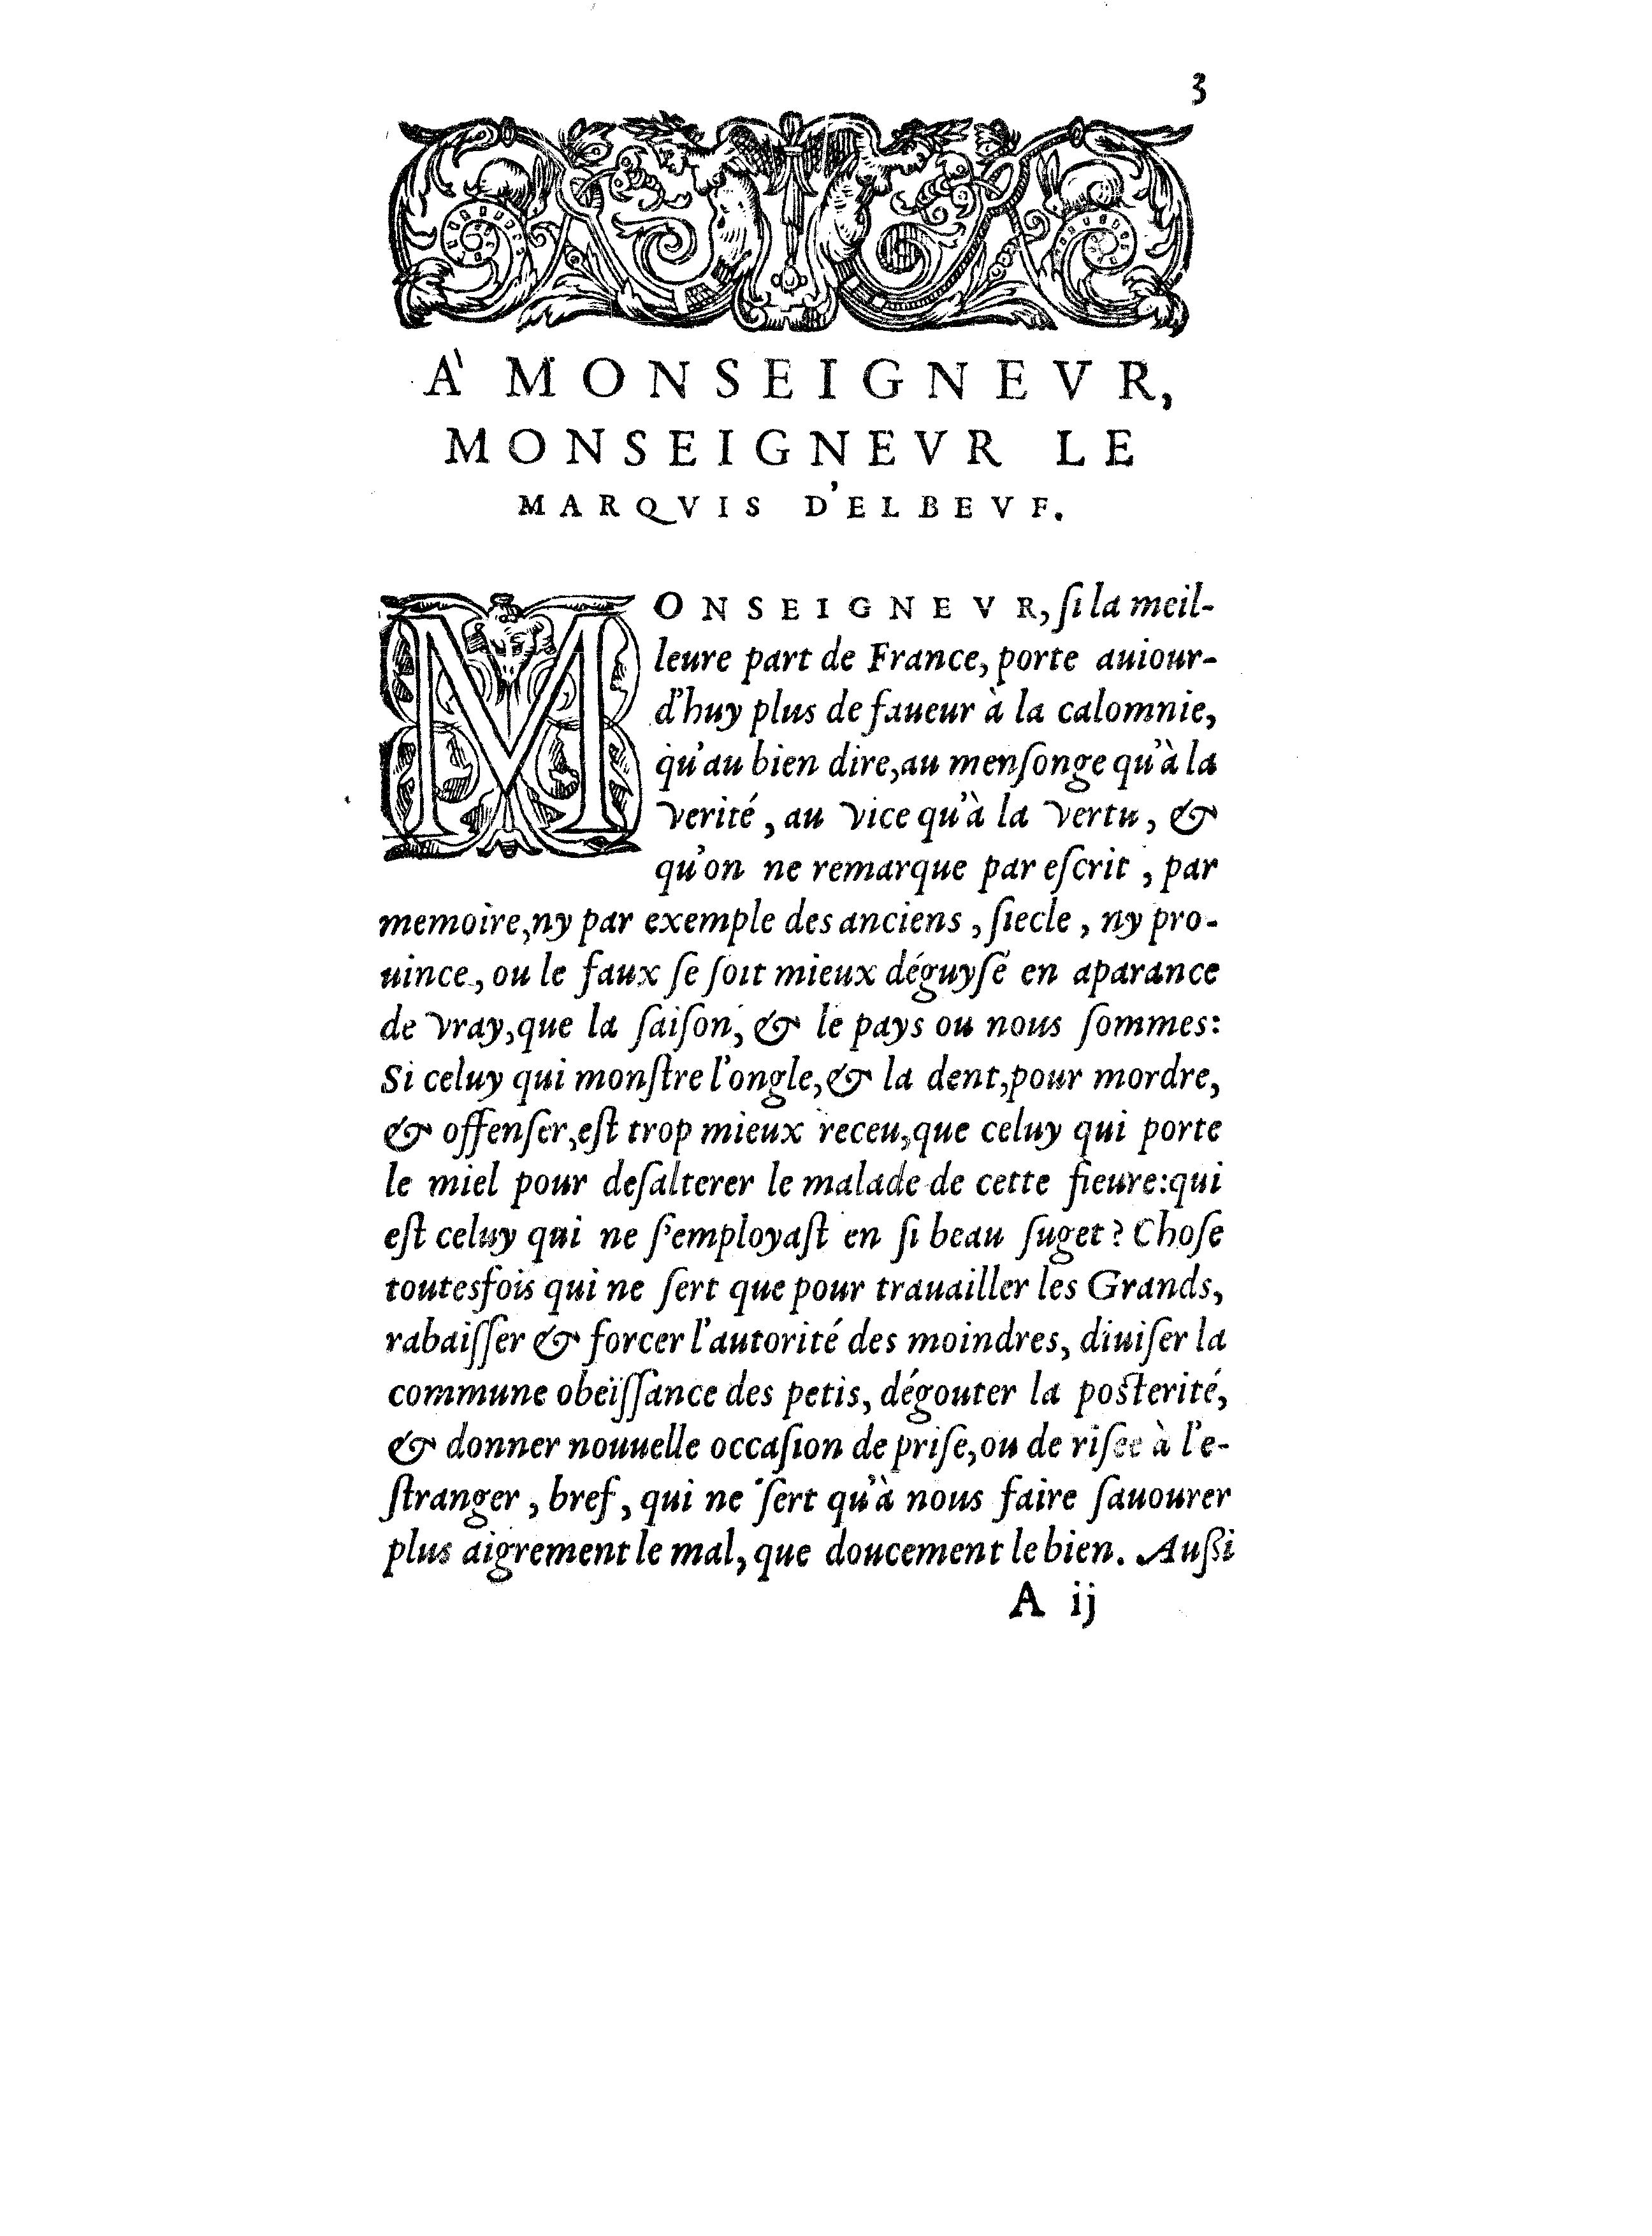 3
A' MONSEIGNEVR,
MONSEIGNEVR LE
MARQVIS D'ELBEVF.
MONSEIGNEVR, ſi la meil-
leure part de France, porte auiour-
d'huy plus de faueur à la calomnie,
qu'au bien dire, au menſonge qu'à la
verité, au vice qu'à la vertu, &
qu'on ne remarque par eſcrit, par
memoire, ny par exemple des anciens, ſiecle, ny pro-
uince, ou le faux ſe ſoit mieux déguyſé en aparance
de vray, que la ſaiſon, & le pays ou nous ſommes:
Si celuy qui monſtre l'ongle, & la dent, pour mordre,
& offenſer, eſt trop mieux receu, que celuy qui porte
le miel pour deſalterer le malade de cette fieure: qui
eſt celuy qui ne ſ'employaſt en ſi beau ſuget? Choſe
toutesfois qui ne ſert que pour trauailler les Grands,
rabaiſſer & forcer l'autorité des moindres, diuiſer la
commune obeïſſance des petis, dégouter la poſterité,
& donner nouuelle occaſion de priſe, ou de riſee à l'e-
ſtranger, bref, qui ne ſert qu'à nous faire ſauourer
plus aigrement le mal, que doucement le bien. Auſſi
A ij